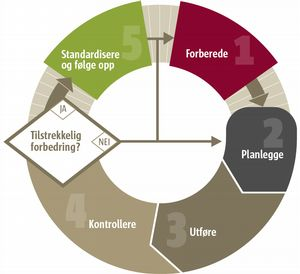 5
Standardisere
og følge opp
1
Forberede
JA
Tilstrekkelig
forbedring?
NEI
2
Planlegge
4
Kontrollere
3
Utføre